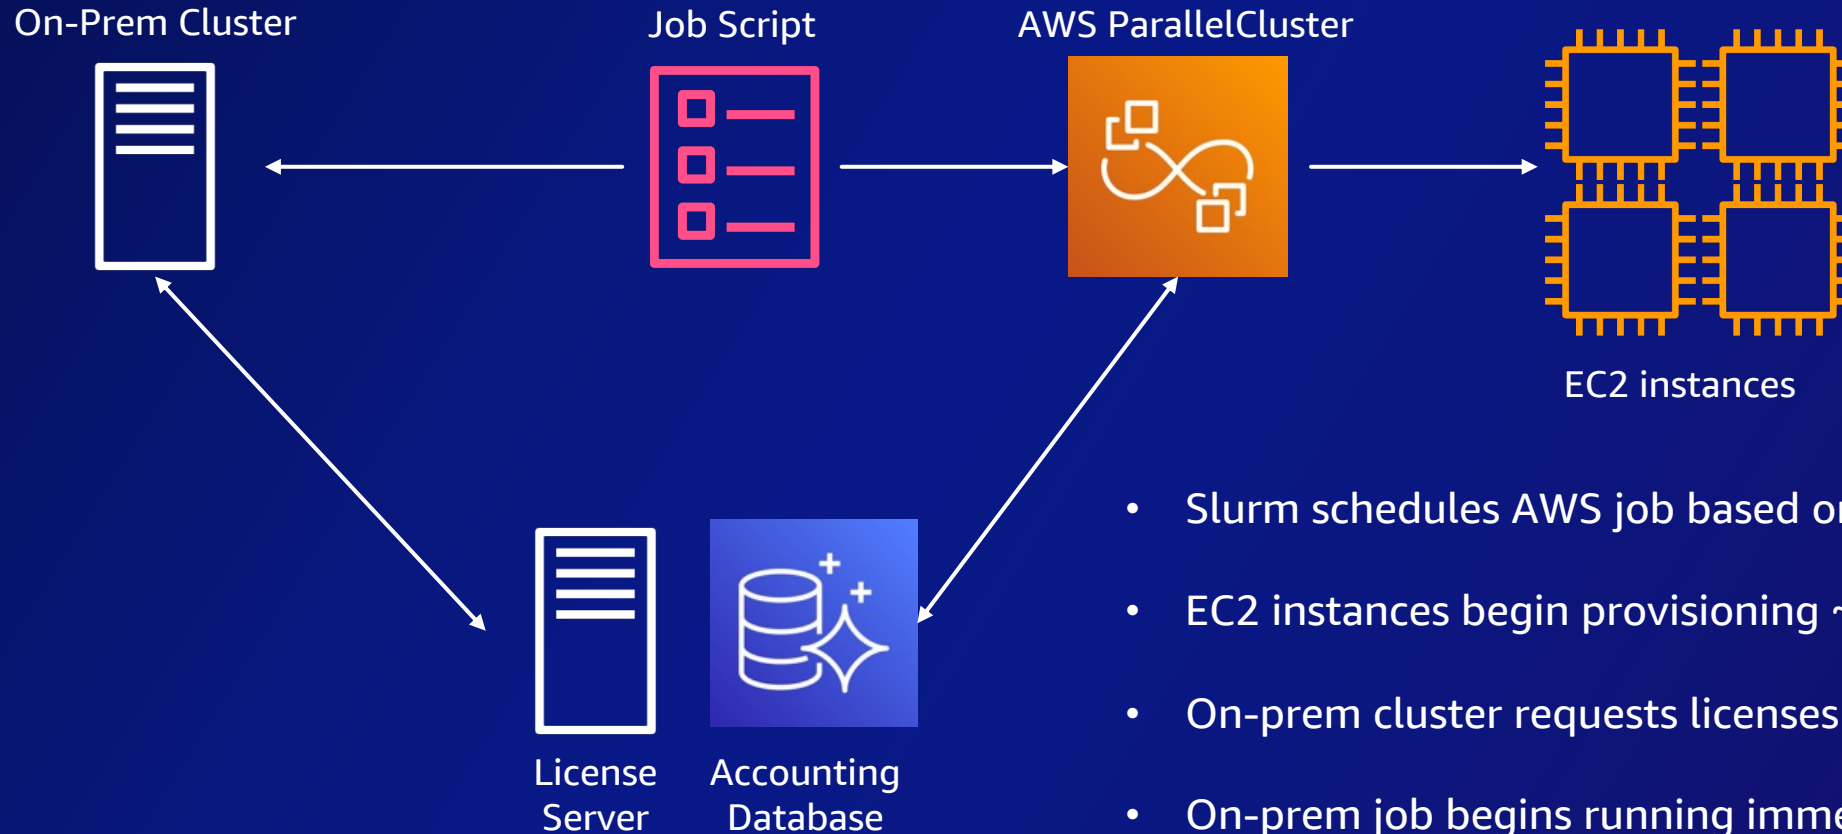 On-Prem Cluster
Job Script
AWS ParallelCluster
EC2 instances
License
Server
Accounting
Database
• Slurm schedules AWS job based
• EC2 instances begin provisioning ~
• On-prem cluster requests licenses
• On-prem job begins running